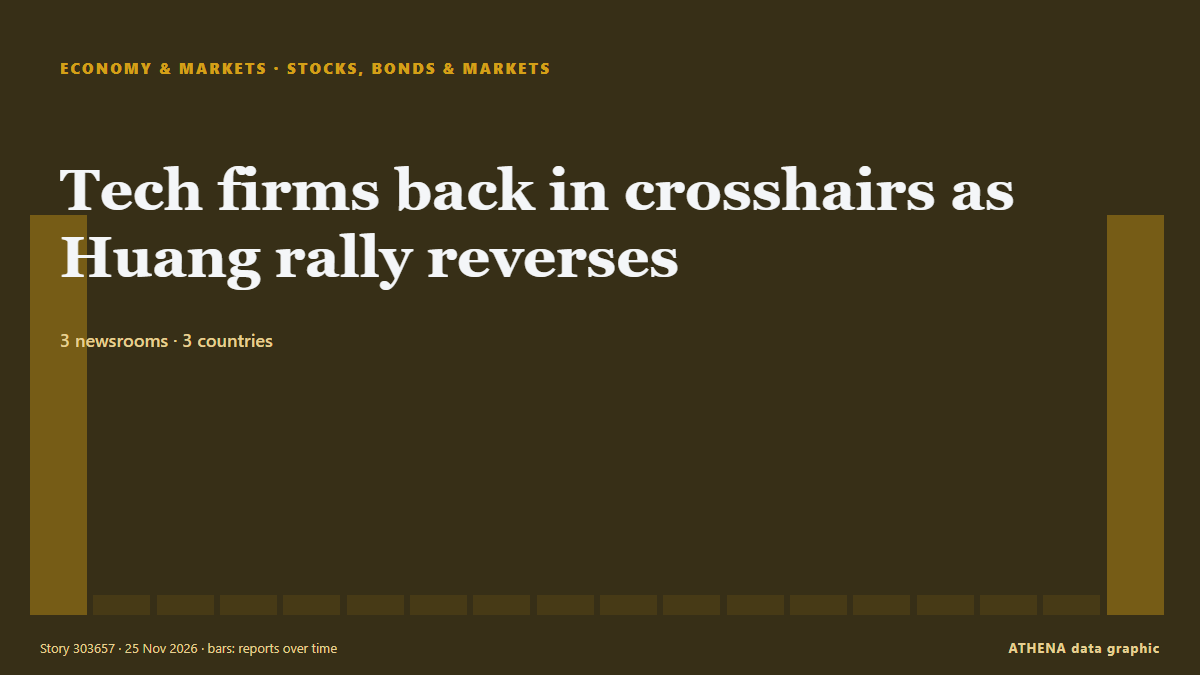 ECONOMY & MARKETS · STOCKS, BONDS & MARKETS
Tech firms back in crosshairs as
Huang rally reverses
3 newsrooms · 3 countries
Story 303657 · 25 Nov 2026 · bars: reports over time
ATHENA data graphic